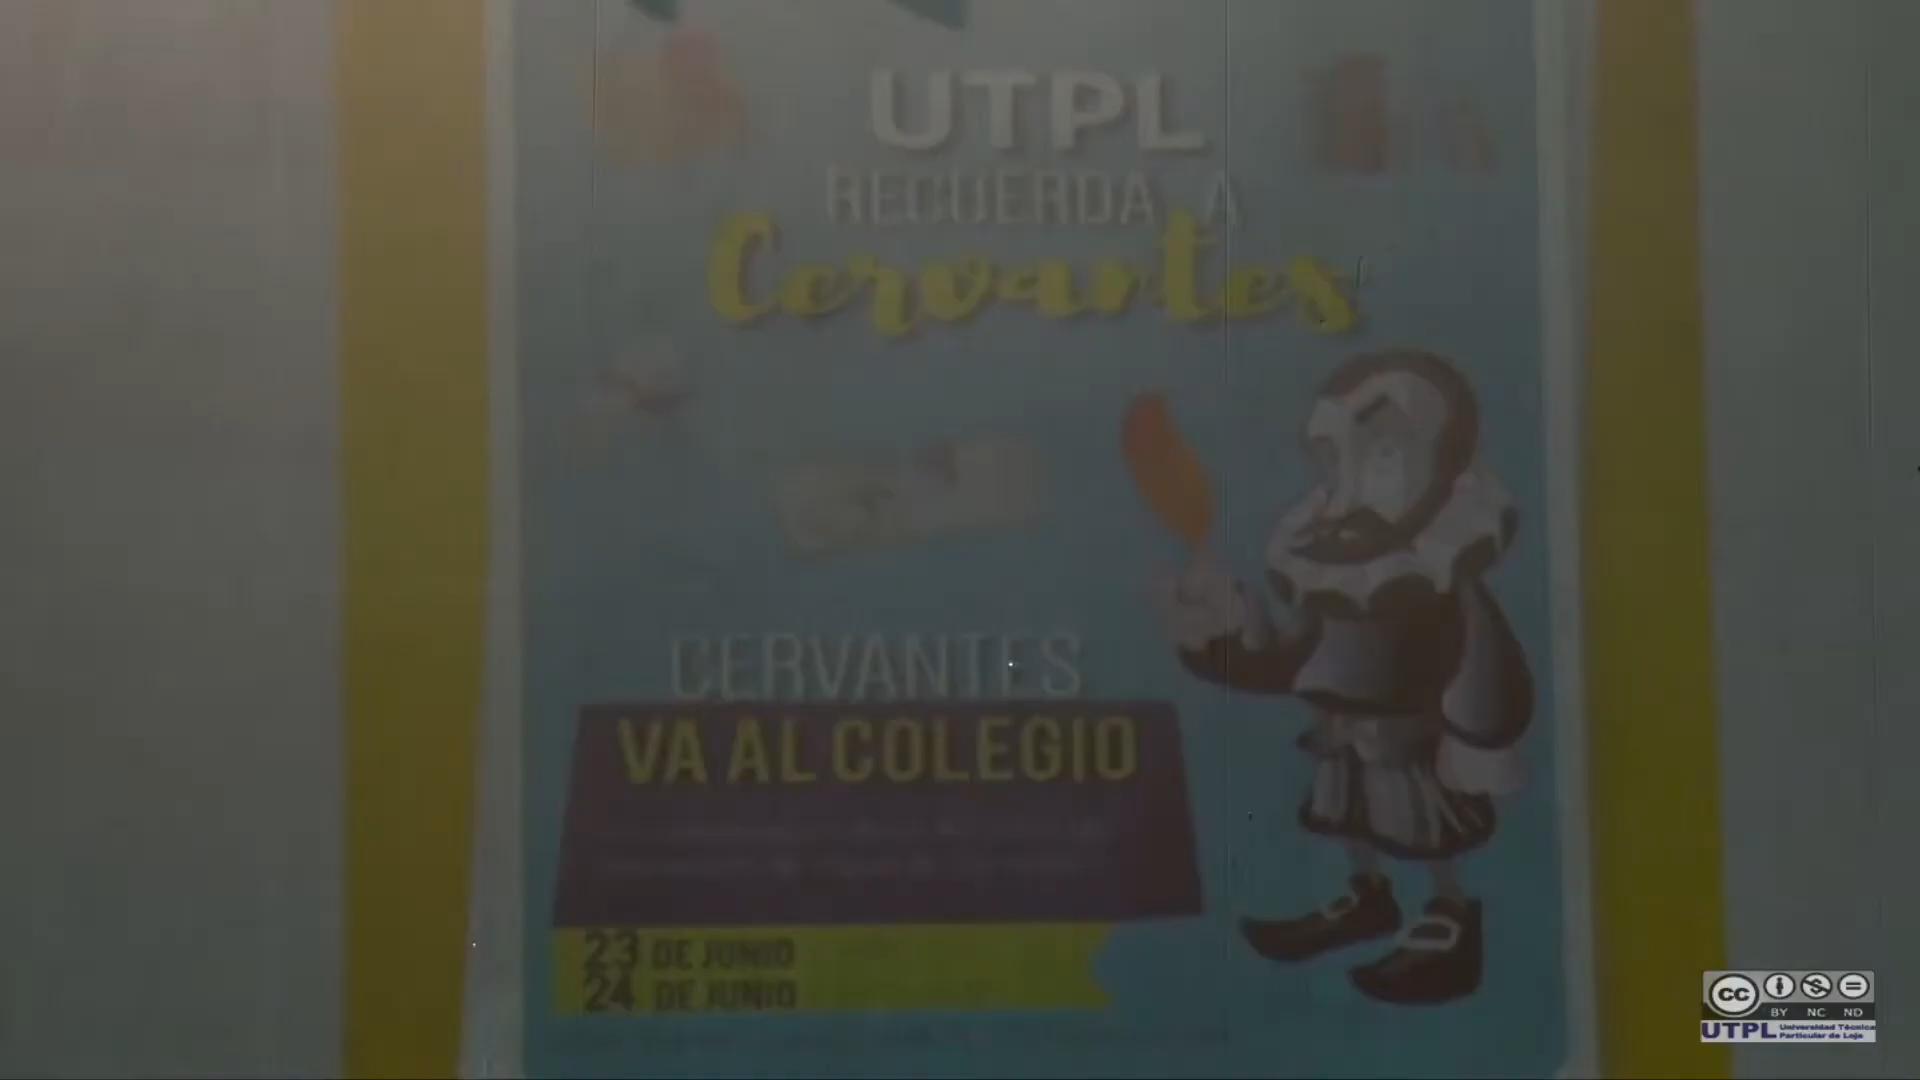 UTPL
RECUERDA A
Cervantes
CERVANTES
VA AL COLEGIO
23 DE JUNIO
24 DE JUNIO
cc
BY NC ND
UTPL Universidad Técnica
Particular de Loja